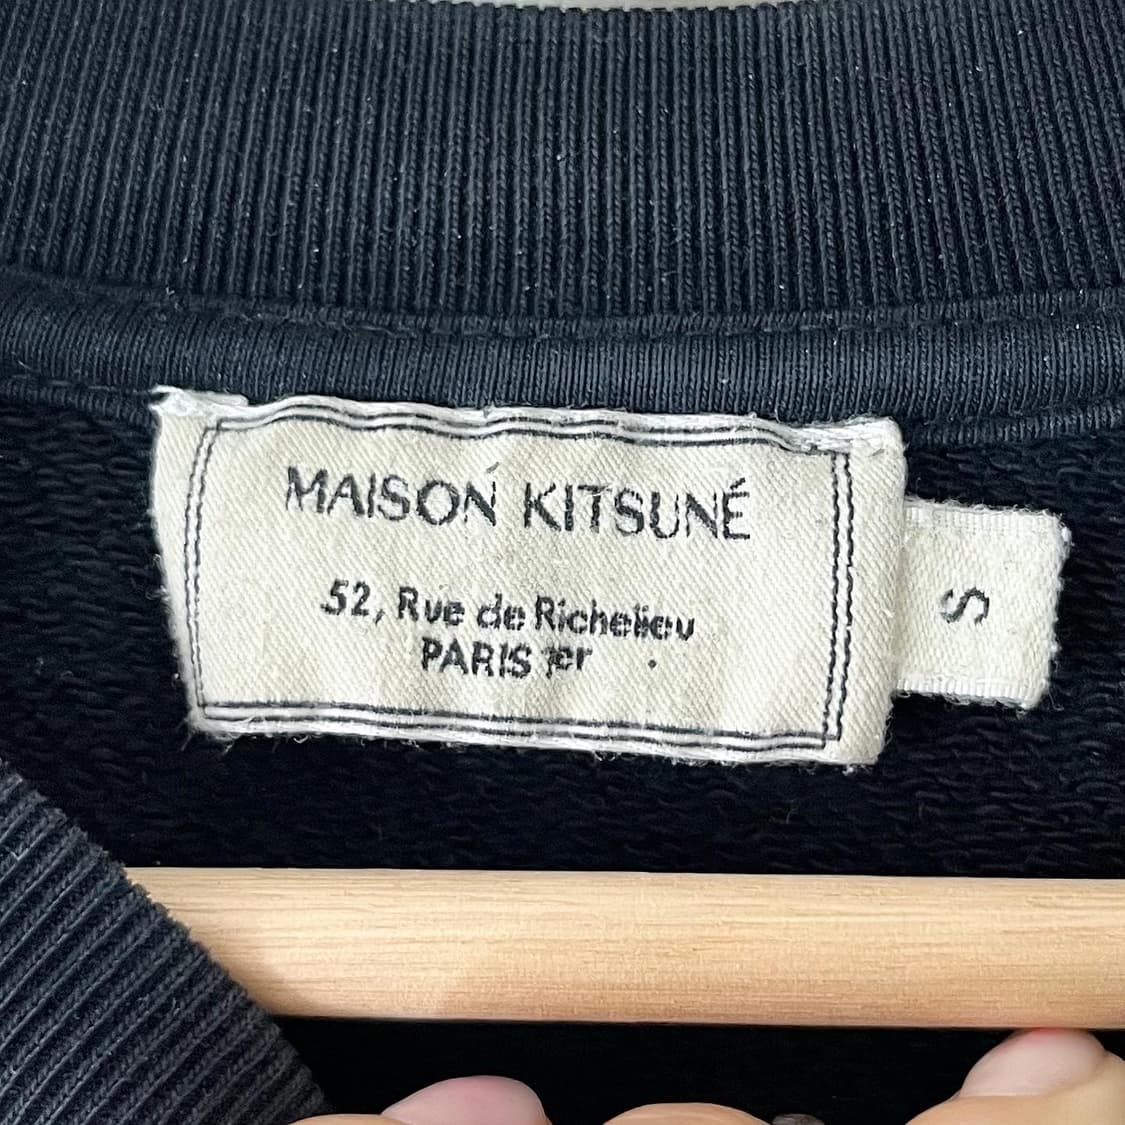 MAISON KITSUNÉ
52, Rue de Richelieu
PARIS 1er
S